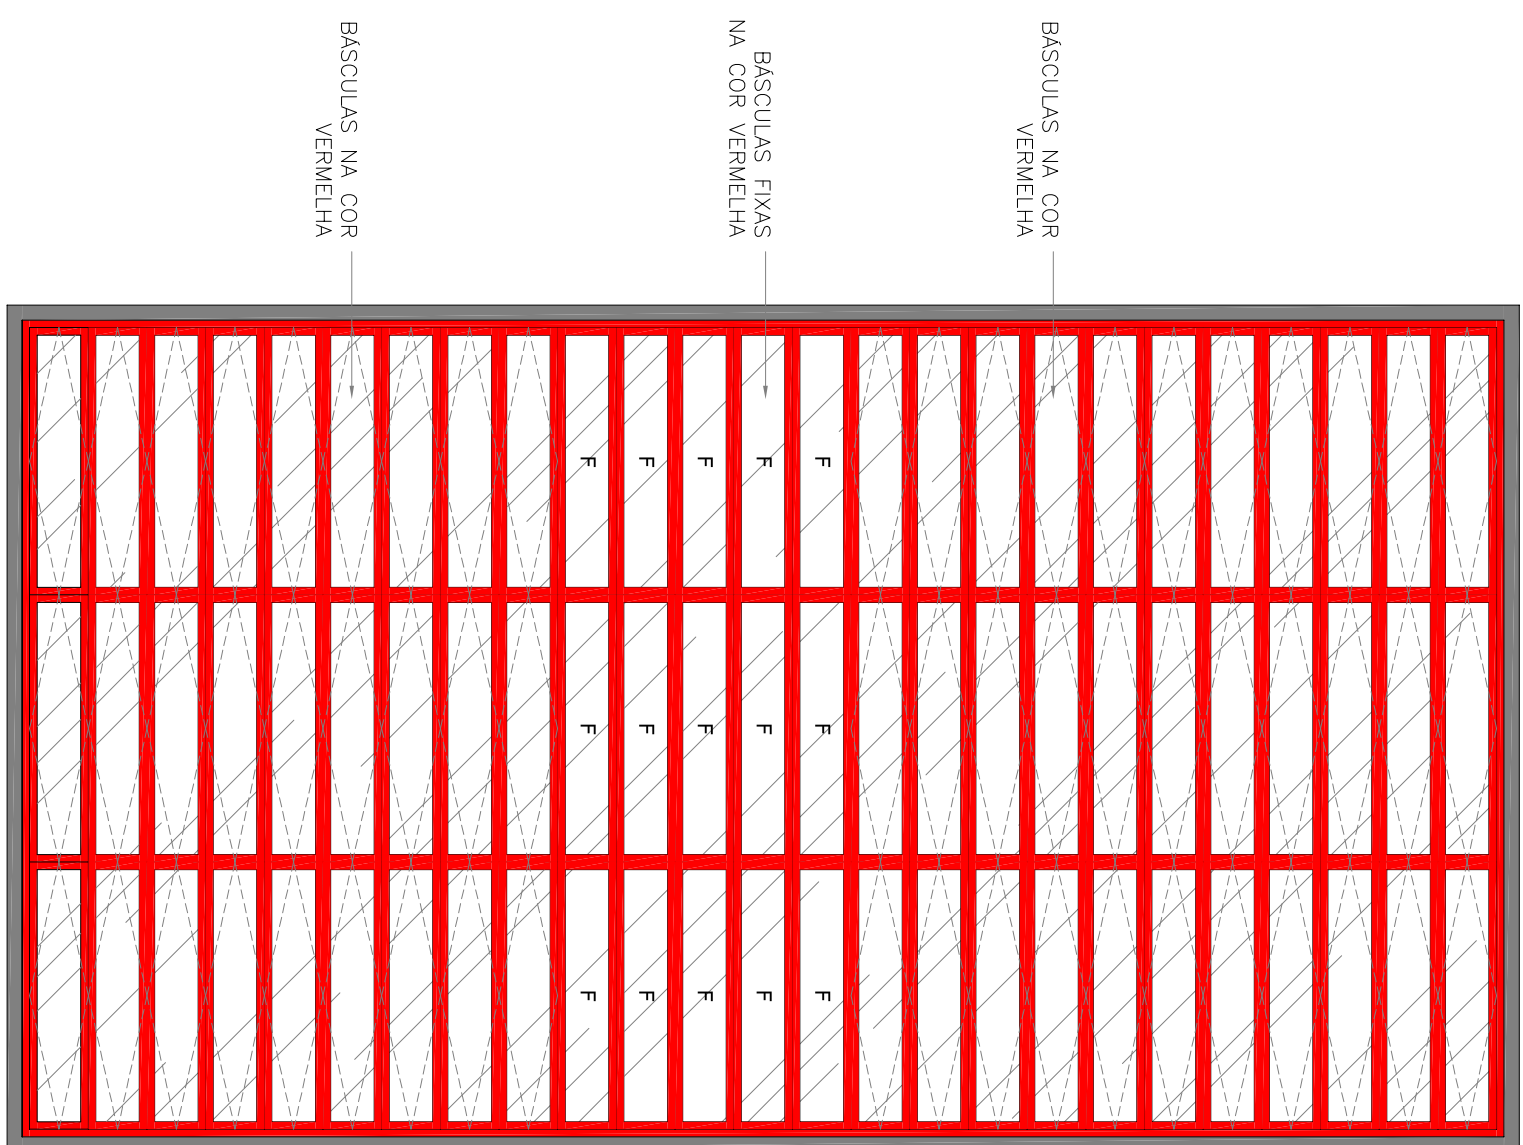 BÁSCULAS NA COR
VERMELHA
BÁSCULAS FIXAS
NA COR VERMELHA
BÁSCULAS NA COR
VERMELHA
F F F
F F F
F F F
F F F
F F F